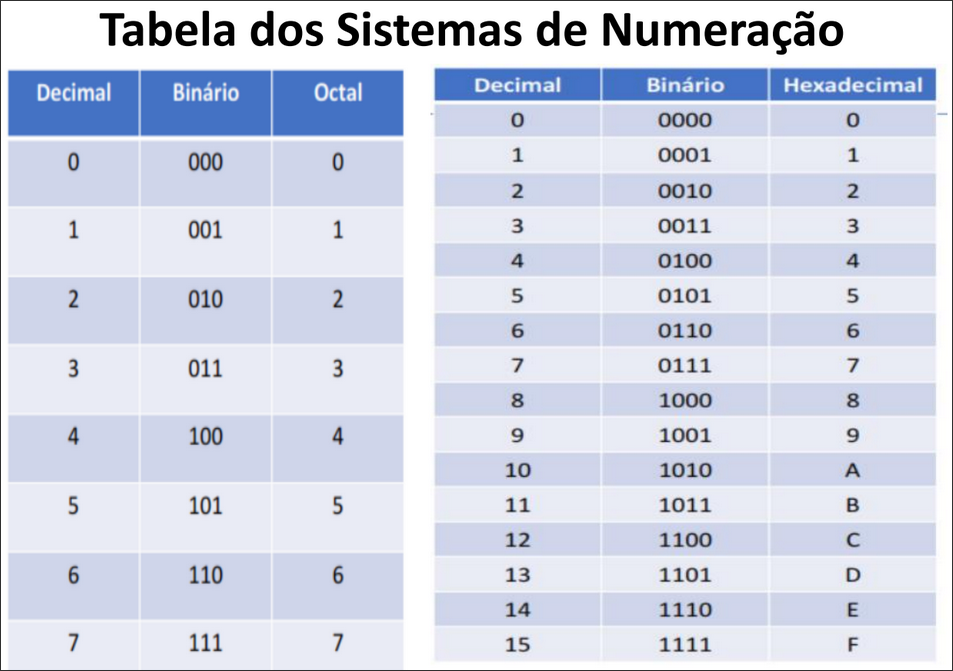 Tabela dos Sistemas de Numeração
Decimal Binário Octal
0 000 0
1 001 1
2 010 2
3 011 3
4 100 4
5 101 5
6 110 6
7 111 7
Decimal Binário Hexadecimal
0 0000 0
1 0001 1
2 0010 2
3 0011 3
4 0100 4
5 0101 5
6 0110 6
7 0111 7
8 1000 8
9 1001 9
10 1010 A
11 1011 B
12 1100 C
13 1101 D
14 1110 E
15 1111 F